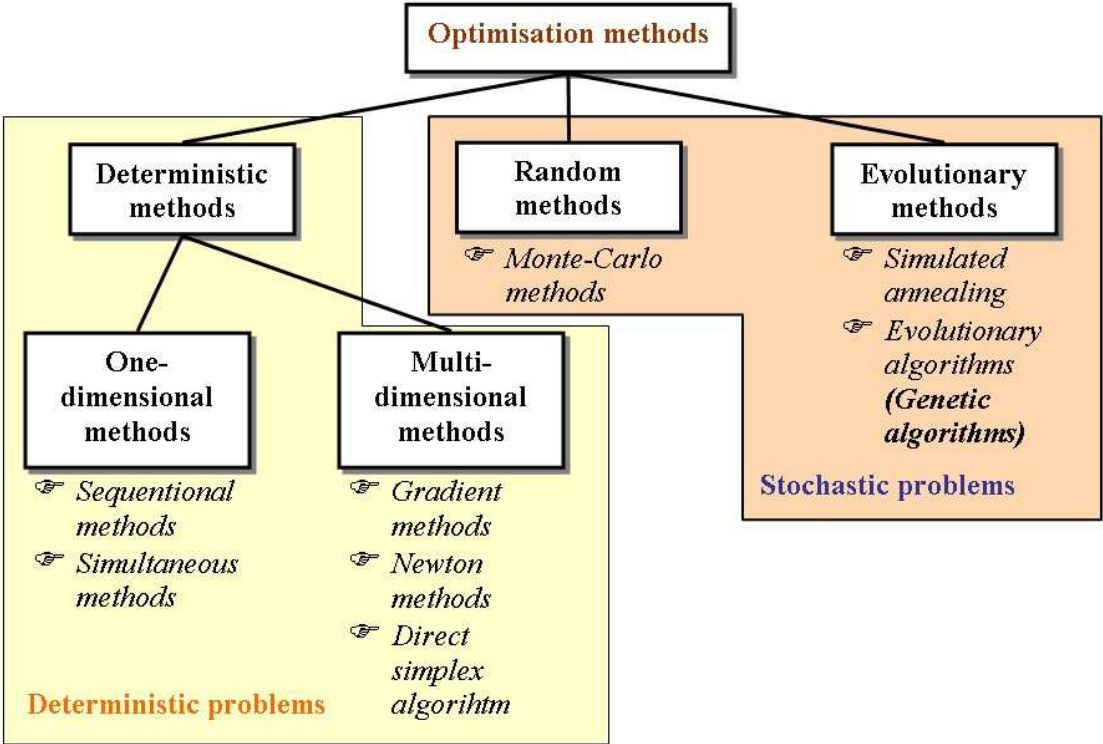 Optimisation methods
Deterministic
methods
Random
methods
Evolutionary
methods
Monte-Carlo
methods
Simulated
annealing
Evolutionary
algorithms
(Genetic
algorithms)
Stochastic problems
One-
dimensional
methods
Multi-
dimensional
methods
Sequentional
methods
Simultaneous
methods
Gradient
methods
Newton
methods
Direct
simplex
algorihtm
Deterministic problems